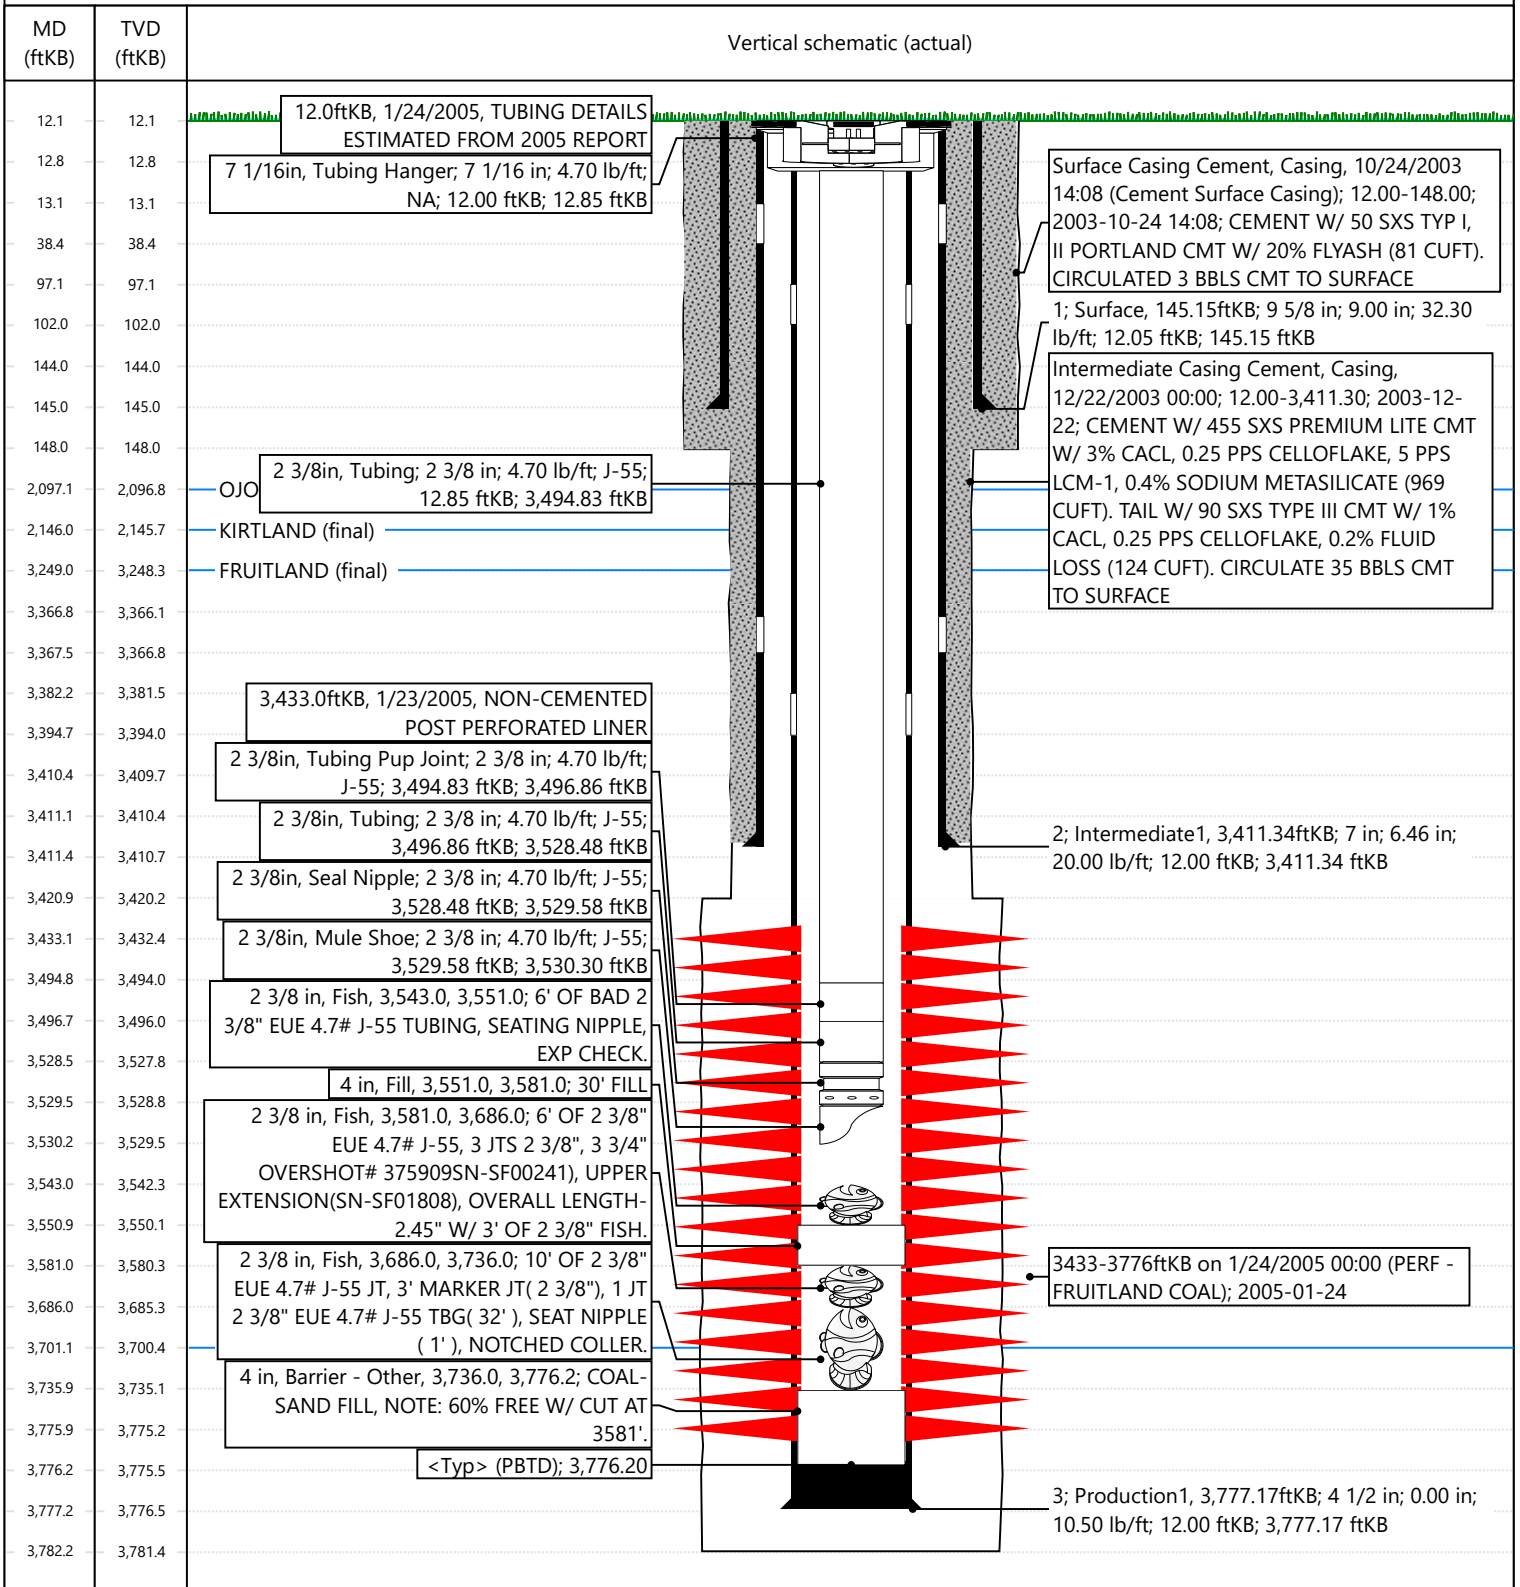 MD
(ftKB)
TVD
(ftKB)
Vertical schematic (actual)
12.1 12.1
12.8 12.8
13.1 13.1
38.4 38.4
97.1 97.1
102.0 102.0
144.0 144.0
145.0 145.0
148.0 148.0
2,097.1 2,096.8
2,146.0 2,145.7
3,249.0 3,248.3
3,366.8 3,366.1
3,367.5 3,366.8
3,382.2 3,381.5
3,394.7 3,394.0
3,410.4 3,409.7
3,411.1 3,410.4
3,411.4 3,410.7
3,420.9 3,420.2
3,433.1 3,432.4
3,494.8 3,494.0
3,496.7 3,496.0
3,528.5 3,527.8
3,529.5 3,528.8
3,530.2 3,529.5
3,543.0 3,542.3
3,550.9 3,550.1
3,581.0 3,580.3
3,686.0 3,685.3
3,701.1 3,700.4
3,735.9 3,735.1
3,775.9 3,775.2
3,776.2 3,775.5
3,777.2 3,776.5
3,782.2 3,781.4
12.0ftKB, 1/24/2005, TUBING DETAILS
ESTIMATED FROM 2005 REPORT
7 1/16in, Tubing Hanger; 7 1/16 in; 4.70 lb/ft;
NA; 12.00 ftKB; 12.85 ftKB
2 3/8in, Tubing; 2 3/8 in; 4.70 lb/ft; J-55;
12.85 ftKB; 3,494.83 ftKB
OJO
KIRTLAND (final)
FRUITLAND (final)
3,433.0ftKB, 1/23/2005, NON-CEMENTED
POST PERFORATED LINER
2 3/8in, Tubing Pup Joint; 2 3/8 in; 4.70 lb/ft;
J-55; 3,494.83 ftKB; 3,496.86 ftKB
2 3/8in, Tubing; 2 3/8 in; 4.70 lb/ft; J-55;
3,496.86 ftKB; 3,528.48 ftKB
2 3/8in, Seal Nipple; 2 3/8 in; 4.70 lb/ft; J-55;
3,528.48 ftKB; 3,529.58 ftKB
2 3/8in, Mule Shoe; 2 3/8 in; 4.70 lb/ft; J-55;
3,529.58 ftKB; 3,530.30 ftKB
2 3/8 in, Fish, 3,543.0, 3,551.0; 6' OF BAD 2
3/8" EUE 4.7# J-55 TUBING, SEATING NIPPLE,
EXP CHECK.
4 in, Fill, 3,551.0, 3,581.0; 30' FILL
2 3/8 in, Fish, 3,581.0, 3,686.0; 6' OF 2 3/8"
EUE 4.7# J-55, 3 JTS 2 3/8", 3 3/4"
OVERSHOT# 375909SN-SF00241), UPPER
EXTENSION(SN-SF01808), OVERALL LENGTH-
2.45" W/ 3' OF 2 3/8" FISH.
2 3/8 in, Fish, 3,686.0, 3,736.0; 10' OF 2 3/8"
EUE 4.7# J-55 JT, 3' MARKER JT( 2 3/8"), 1 JT
2 3/8" EUE 4.7# J-55 TBG( 32' ), SEAT NIPPLE
( 1' ), NOTCHED COLLER.
4 in, Barrier - Other, 3,736.0, 3,776.2; COAL-
SAND FILL, NOTE: 60% FREE W/ CUT AT
3581'.
<Typ> (PBTD); 3,776.20
Surface Casing Cement, Casing, 10/24/2003
14:08 (Cement Surface Casing); 12.00-148.00;
2003-10-24 14:08; CEMENT W/ 50 SXS TYP I,
II PORTLAND CMT W/ 20% FLYASH (81 CUFT).
CIRCULATED 3 BBLS CMT TO SURFACE
1; Surface, 145.15ftKB; 9 5/8 in; 9.00 in; 32.30
lb/ft; 12.05 ftKB; 145.15 ftKB
Intermediate Casing Cement, Casing,
12/22/2003 00:00; 12.00-3,411.30; 2003-12-
22; CEMENT W/ 455 SXS PREMIUM LITE CMT
W/ 3% CACL, 0.25 PPS CELLOFLAKE, 5 PPS
LCM-1, 0.4% SODIUM METASILICATE (969
CUFT). TAIL W/ 90 SXS TYPE III CMT W/ 1%
CACL, 0.25 PPS CELLOFLAKE, 0.2% FLUID
LOSS (124 CUFT). CIRCULATE 35 BBLS CMT
TO SURFACE
2; Intermediate1, 3,411.34ftKB; 7 in; 6.46 in;
20.00 lb/ft; 12.00 ftKB; 3,411.34 ftKB
3433-3776ftKB on 1/24/2005 00:00 (PERF -
FRUITLAND COAL); 2005-01-24
3; Production1, 3,777.17ftKB; 4 1/2 in; 0.00 in;
10.50 lb/ft; 12.00 ftKB; 3,777.17 ftKB